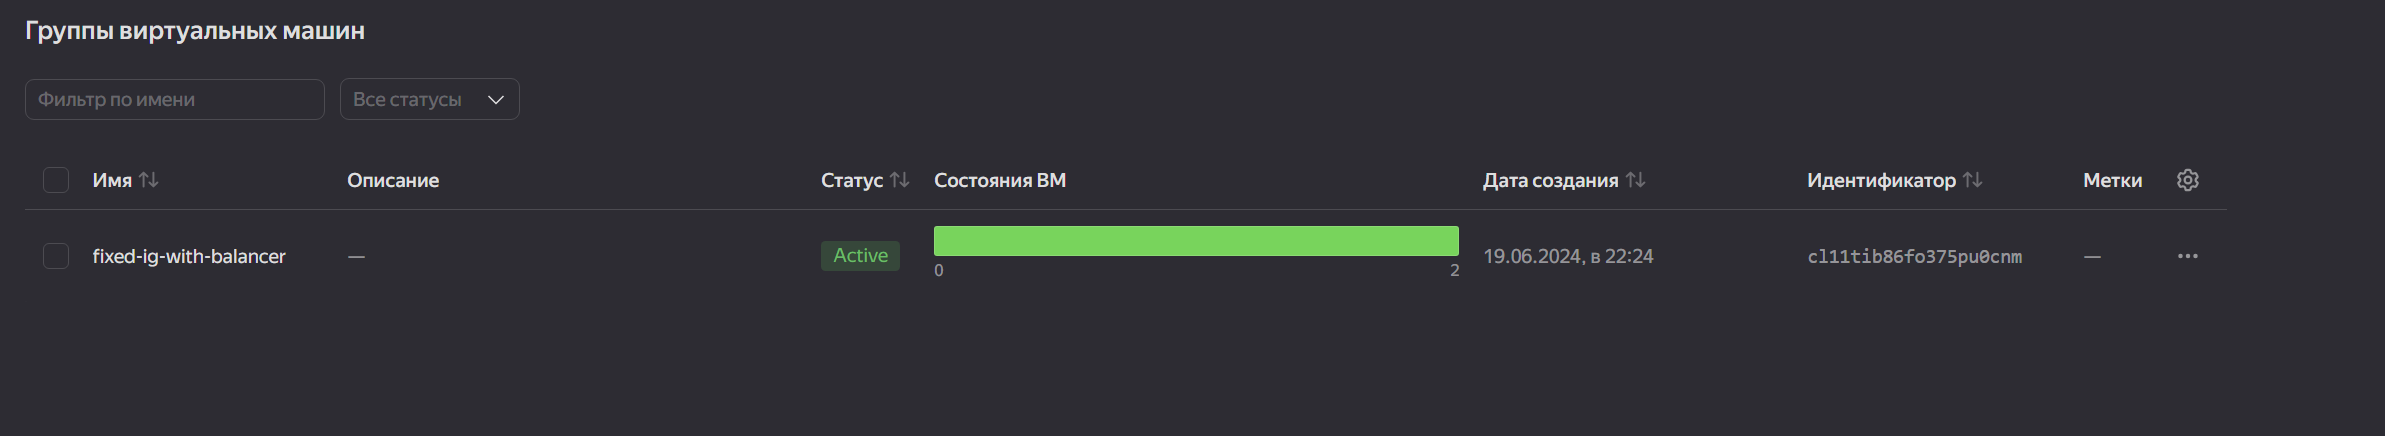 Группы виртуальных машин
Фильтр по имени
Все статусы
Имя Описание Статус Состояния ВМ Дата создания Идентификатор Метки
fixed-ig-with-balancer — Active 19.06.2024, в 22:24 cl11tib86fo375pu0cnm —
0 2